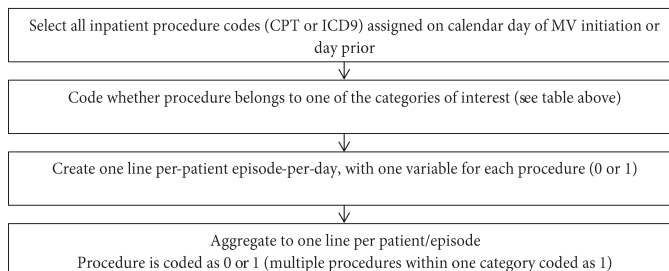 Select all inpatient procedure codes (CPT or ICD9) assigned on calendar day of MV initiation or
day prior
Code whether procedure belongs to one of the categories of interest (see table above)
Create one line per-patient episode-per-day, with one variable for each procedure (0 or 1)
Aggregate to one line per patient/episode
Procedure is coded as 0 or 1 (multiple procedures within one category coded as 1)